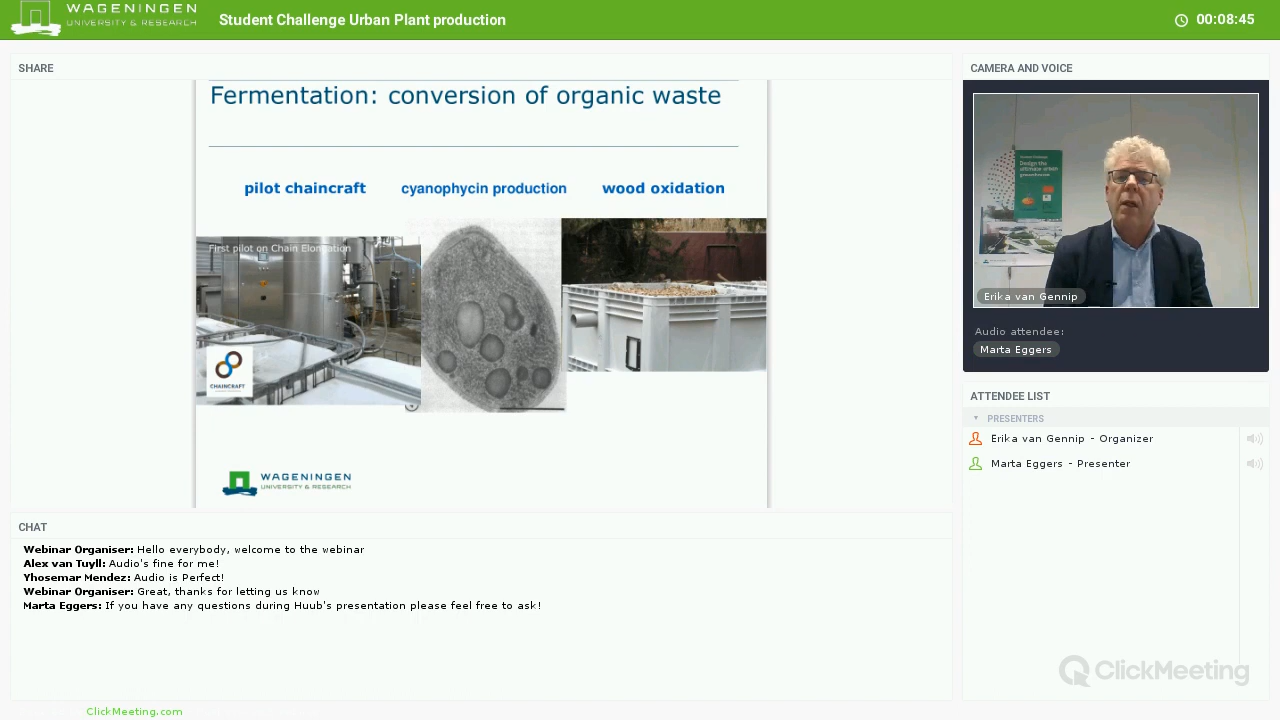 WAGENINGEN
UNIVERSITY & RESEARCH
Student Challenge Urban Plant production
00:08:45
SHARE
Fermentation: conversion of organic waste
pilot chaincraft
cyanophycin production
wood oxidation
First pilot on Chain Elongation
CHAINCRAFT
WAGENINGEN
UNIVERSITY & RESEARCH
CAMERA AND VOICE
Design the
ultimate urban
greenhouse
Erika van Gennip
Audio attendee:
Marta Eggers
ATTENDEE LIST
PRESENTERS
Erika van Gennip - Organizer
Marta Eggers - Presenter
CHAT
Webinar Organiser: Hello everybody, welcome to the webinar
Alex van Tuyll: Audio's fine for me!
Yhosemar Mendez: Audio is Perfect!
Webinar Organiser: Great, thanks for letting us know
Marta Eggers: If you have any questions during Huub's presentation please feel free to ask!
ClickMeeting
ClickMeeting.com